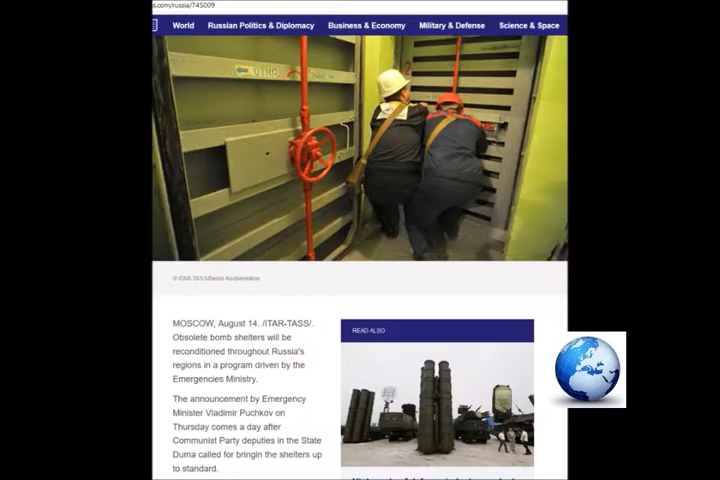 s.com/russia/745009
World Russian Politics & Diplomacy Business & Economy Military & Defense Science & Space
© ITAR-TASS/
MOSCOW, August 14. /ITAR-TASS/.
Obsolete bomb shelters will be
reconditioned throughout Russia's
regions in a program driven by the
Emergencies Ministry.
The announcement by Emergency
Minister Vladimir Puchkov on
Thursday comes a day after
Communist Party deputies in the State
Duma called for bringin the shelters up
to standard.
READ ALSO